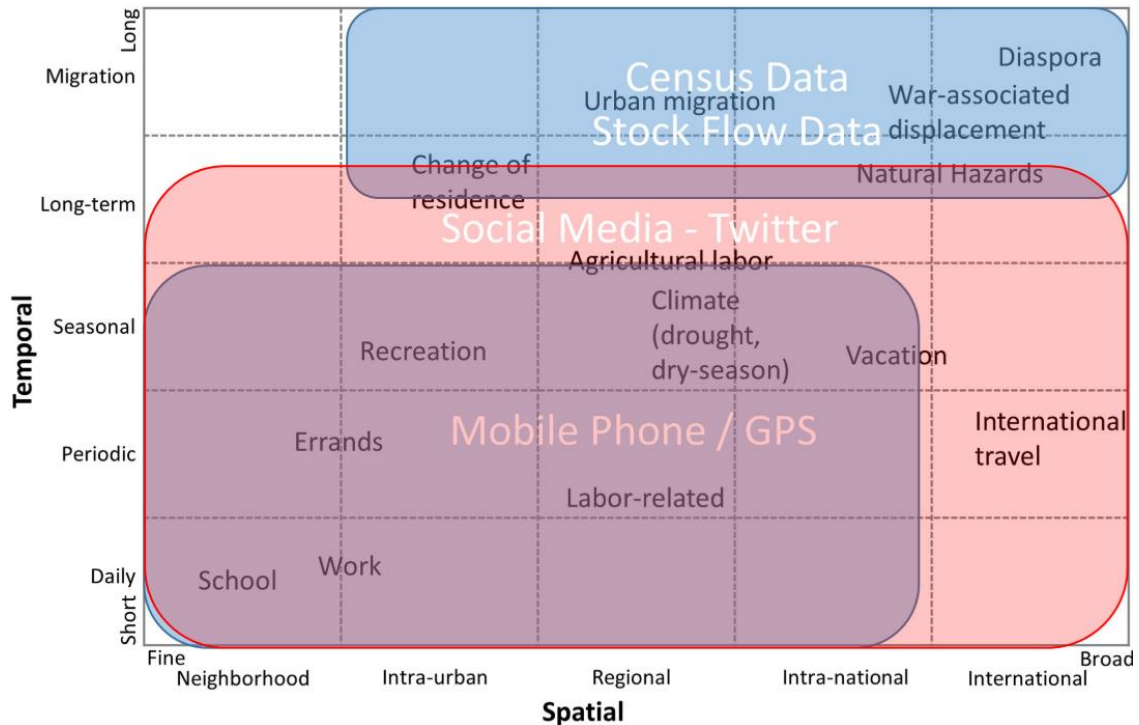 Long
Migration
Long-term
Seasonal
Periodic
Daily
Short
Temporal
Census Data
Stock Flow Data
Diaspora
War-associated
displacement
Urban migration
Natural Hazards
Change of
residence
Social Media - Twitter
Agricultural labor
Climate
(drought,
dry-season)
Recreation
Vacation
Mobile Phone / GPS
International
travel
Errands
Labor-related
School
Work
Fine
Broad
Neighborhood
Intra-urban
Regional
Intra-national
International
Spatial